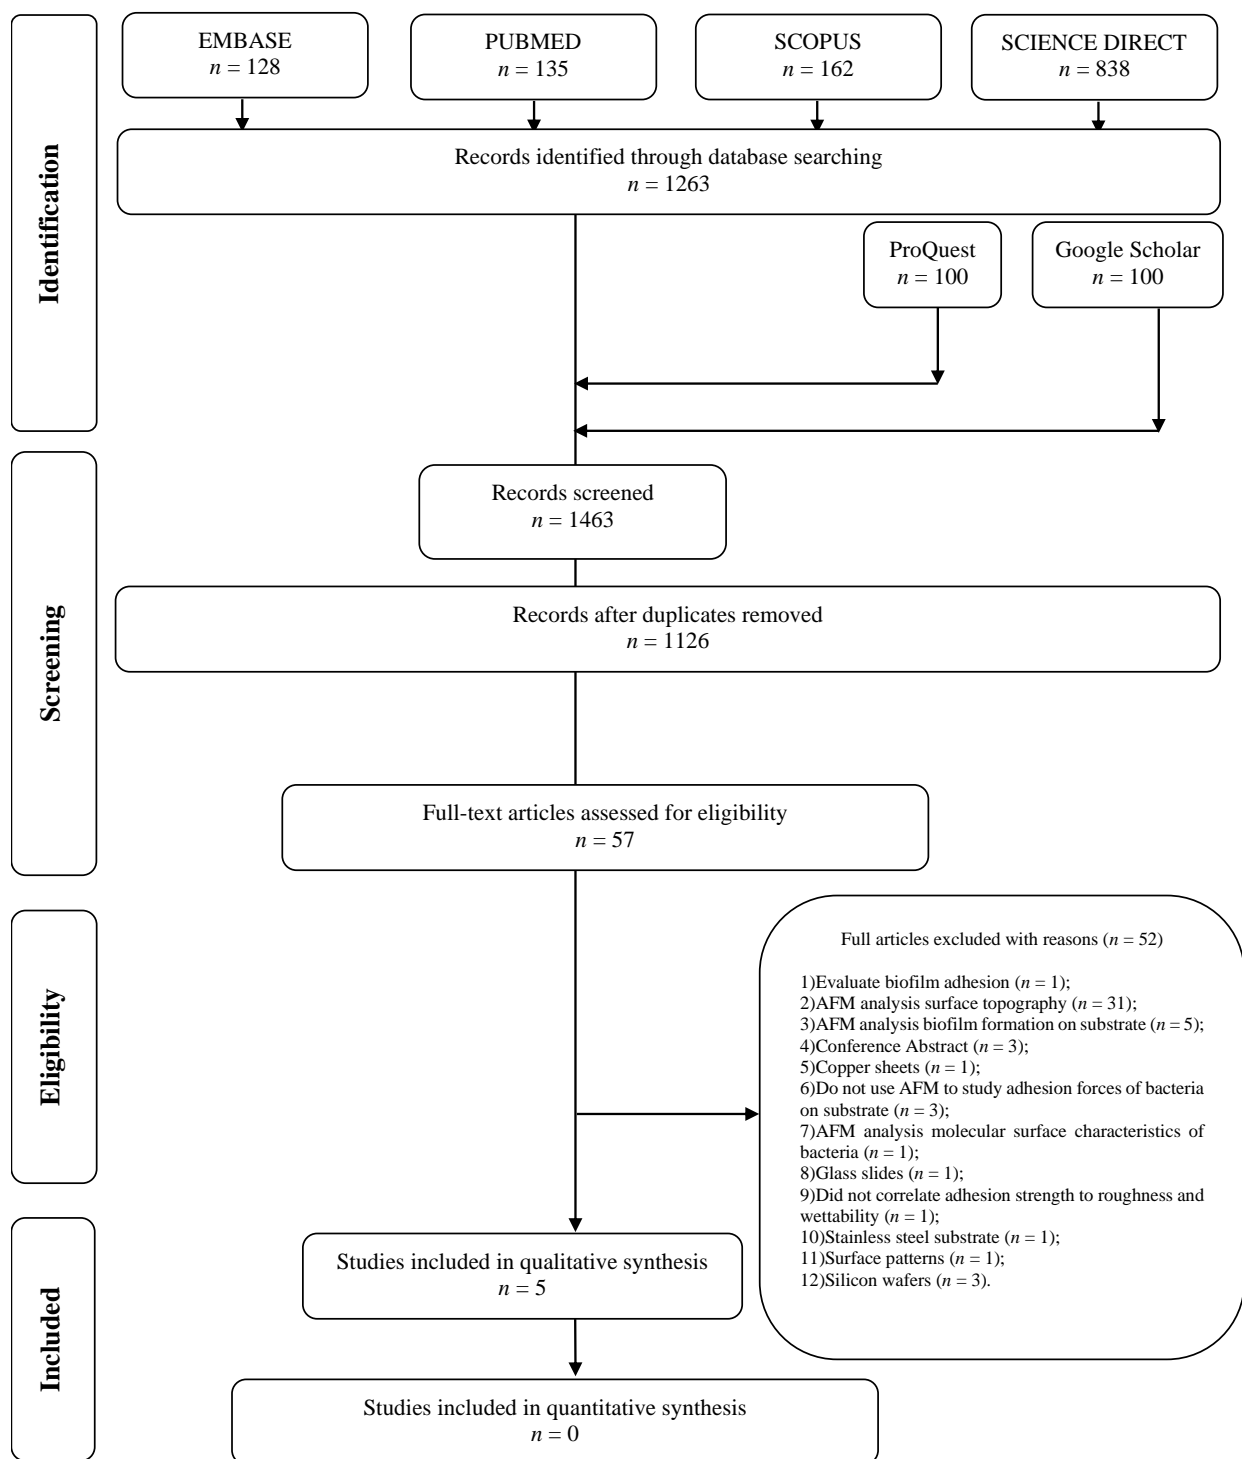 Identification
EMBASE
n = 128
PUBMED
n = 135
SCOPUS
n = 162
SCIENCE DIRECT
n = 838
Records identified through database searching
n = 1263
ProQuest
n = 100
Google Scholar
n = 100
Screening
Records screened
n = 1463
Records after duplicates removed
n = 1126
Full-text articles assessed for eligibility
n = 57
Eligibility
Full articles excluded with reasons (n = 52)
1)Evaluate biofilm adhesion (n = 1);
2)AFM analysis surface topography (n = 31);
3)AFM analysis biofilm formation on substrate (n = 5);
4)Conference Abstract (n = 3);
5)Copper sheets (n = 1);
6)Do not use AFM to study adhesion forces of bacteria
on substrate (n = 3);
7)AFM analysis molecular surface characteristics of
bacteria (n = 1);
8)Glass slides (n = 1);
9)Did not correlate adhesion strength to roughness and
wettability (n = 1);
10)Stainless steel substrate (n = 1);
11)Surface patterns (n = 1);
12)Silicon wafers (n = 3).
Included
Studies included in qualitative synthesis
n = 5
Studies included in quantitative synthesis
n = 0